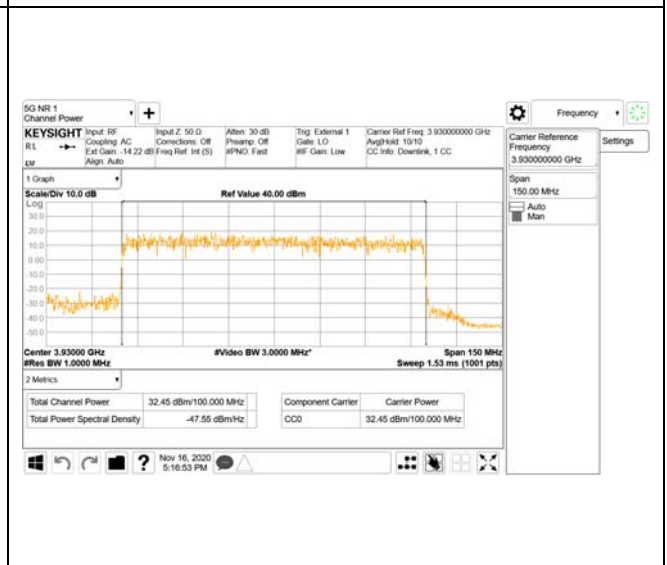 5G NR 1
Channel Power
Frequency
KEYSIGHT
RL
Input: RF
Coupling: AC
Ext Gain: -14.22 dB
Align: Auto
Input Z: 50 Ω
Corrections: Off
Freq Ref: Int (S)
Atten: 30 dB
Preamp: Off
#PNO: Fast
Trig: External 1
Gate: LO
#IF Gain: Low
Carrier Ref Freq: 3.930000000 GHz
Avg|Hold: 10/10
CC Info: Downlink, 1 CC
Carrier Reference
Frequency
3.930000000 GHz
Settings
Span
150.00 MHz
Auto
Man
1 Graph
Scale/Div 10.0 dB
Ref Value 40.00 dBm
Log
30.0
20.0
10.0
0.00
-10.0
-20.0
-30.0
-40.0
-50.0
Center 3.93000 GHz
#Video BW 3.0000 MHz*
Span 150 MHz
#Res BW 1.0000 MHz
Sweep 1.53 ms (1001 pts)
2 Metrics
Total Channel Power
32.45 dBm/100.000 MHz
Total Power Spectral Density
-47.55 dBm/Hz
Component Carrier
Carrier Power
CC0
32.45 dBm/100.000 MHz
?
Nov 16, 2020
5:16:53 PM